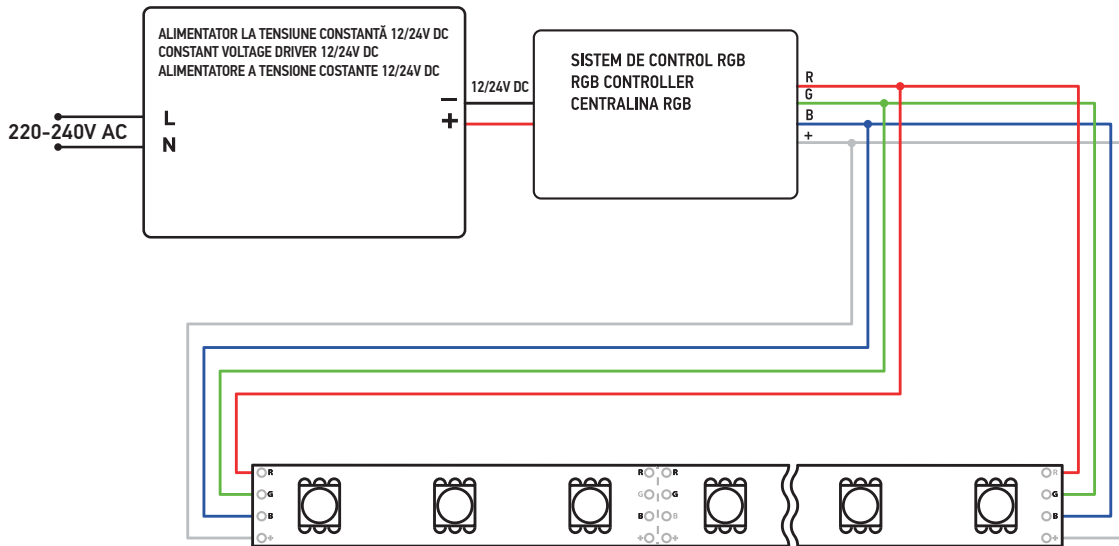 ALIMENTATOR LA TENSIUNE CONSTANTĂ 12/24V DC
CONSTANT VOLTAGE DRIVER 12/24V DC
ALIMENTATORE A TENSIONE COSTANTE 12/24V DC
220-240V AC
L
N
−
+
12/24V DC
SISTEM DE CONTROL RGB
RGB CONTROLLER
CENTRALINA RGB
R
G
B
+
R R R R
G G G G
B B B B
+ + + +